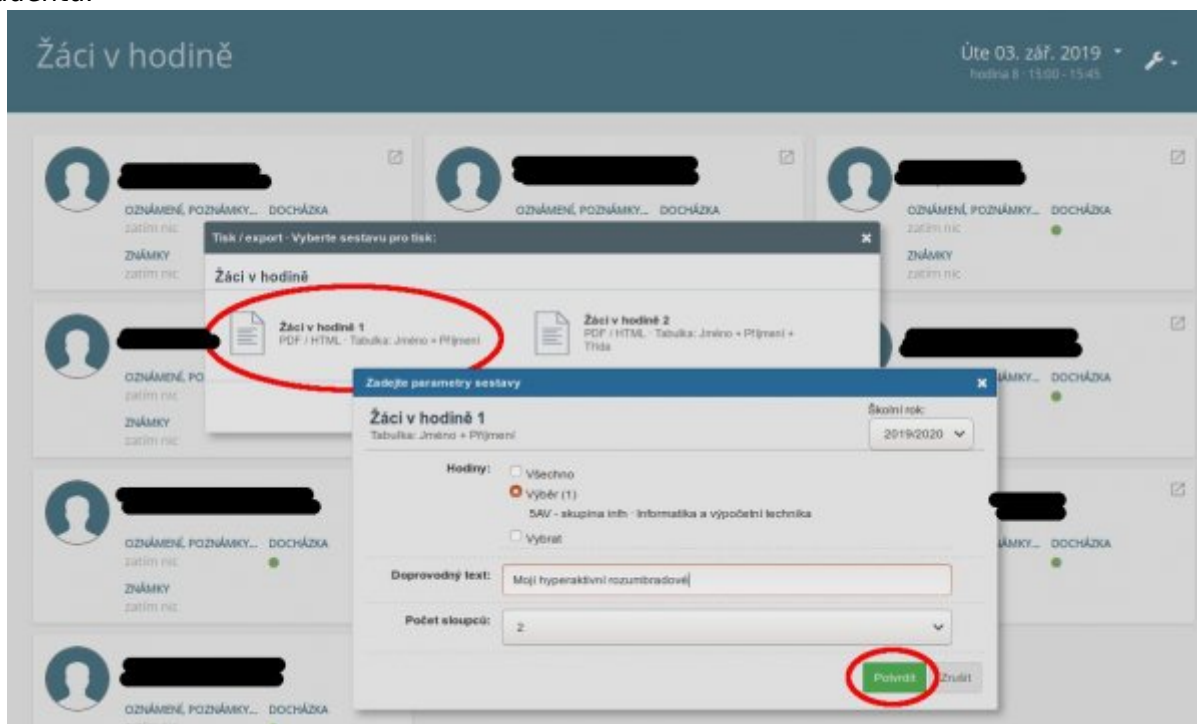 Žáci v hodině
Úte 03. zář. 2019
hodina 8 · 15:00 - 15:45
OZNÁMENÍ, POZNÁMKY... DOCHÁZKA
zatím nic
ZNÁMKY
zatím nic
OZNÁMENÍ, POZNÁMKY... DOCHÁZKA
OZNÁMENÍ, POZNÁMKY... DOCHÁZKA
zatím nic
ZNÁMKY
zatím nic
Tisk / export · Vyberte sestavu pro tisk:
Žáci v hodině
Žáci v hodině 1
PDF / HTML · Tabulka: Jméno + Příjmení
Žáci v hodině 2
PDF / HTML · Tabulka: Jméno + Příjmení +
Třída
OZNÁMENÍ, PO
zatím nic
ZNÁMKY
zatím nic
ÁMKY... DOCHÁZKA
Zadejte parametry sestavy
Žáci v hodině 1
Tabulka: Jméno + Příjmení
Školní rok:
2019/2020
Hodiny:
Všechno
Výběr (1)
5AV - skupina infn · Informatika a výpočetní technika
Vybrat
Doprovodný text:
Moji hyperaktivní rozumbradové
Počet sloupců:
2
Potvrdit
Zrušit
OZNÁMENÍ, POZNÁMKY... DOCHÁZKA
zatím nic
ZNÁMKY
zatím nic
ÁMKY... DOCHÁZKA
OZNÁMENÍ, POZNÁMKY... DOCHÁZKA